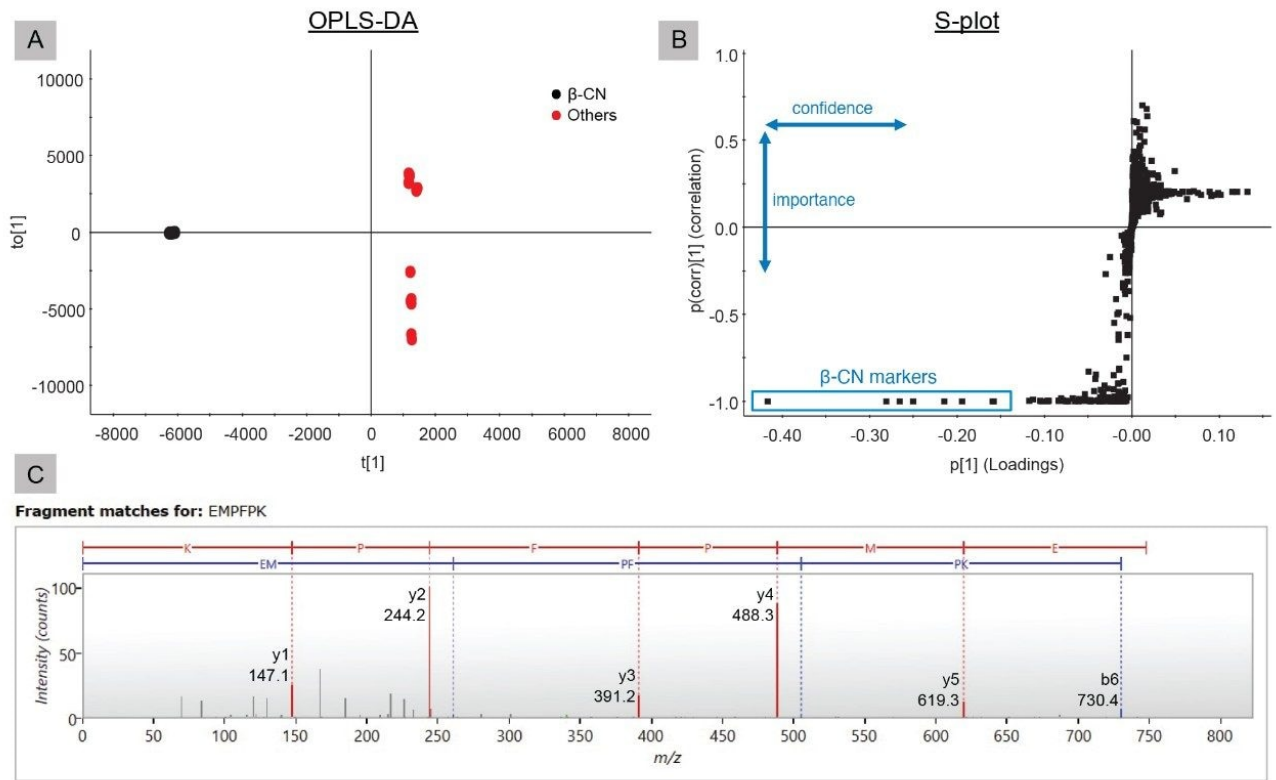 A
OPLS-DA
10000
5000
0
-5000
-10000
to[1]
β-CN
Others
-8000 -6000 -4000 -2000 0 2000 4000 6000 8000
t[1]
B
S-plot
1.0
0.5
0.0
-0.5
-1.0
p(corr)[1] (correlation)
confidence
importance
β-CN markers
-0.40 -0.30 -0.20 -0.10 -0.00 0.10
p[1] (Loadings)
C
Fragment matches for: EMPFPK
K P F P M E
EM PF PK
100
50
0
Intensity (counts)
y1
147.1
y2
244.2
y3
391.2
y4
488.3
y5
619.3
b6
730.4
0 50 100 150 200 250 300 350 400 450 500 550 600 650 700 750 800
m/z